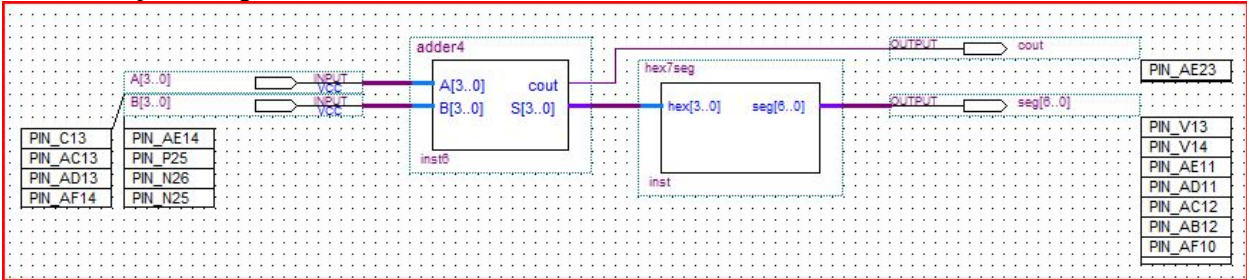 adder4
OUTPUT cout
hex7seg
PIN_AE23
A[3..0] INPUT VCC
A[3..0] cout
B[3..0] INPUT VCC
B[3..0] S[3..0]
hex[3..0] seg[6..0]
OUTPUT seg[6..0]
PIN_C13 PIN_AE14
PIN_AC13 PIN_P25
PIN_AD13 PIN_N26
PIN_AF14 PIN_N25
inst6
inst
PIN_V13
PIN_V14
PIN_AE11
PIN_AD11
PIN_AC12
PIN_AB12
PIN_AF10